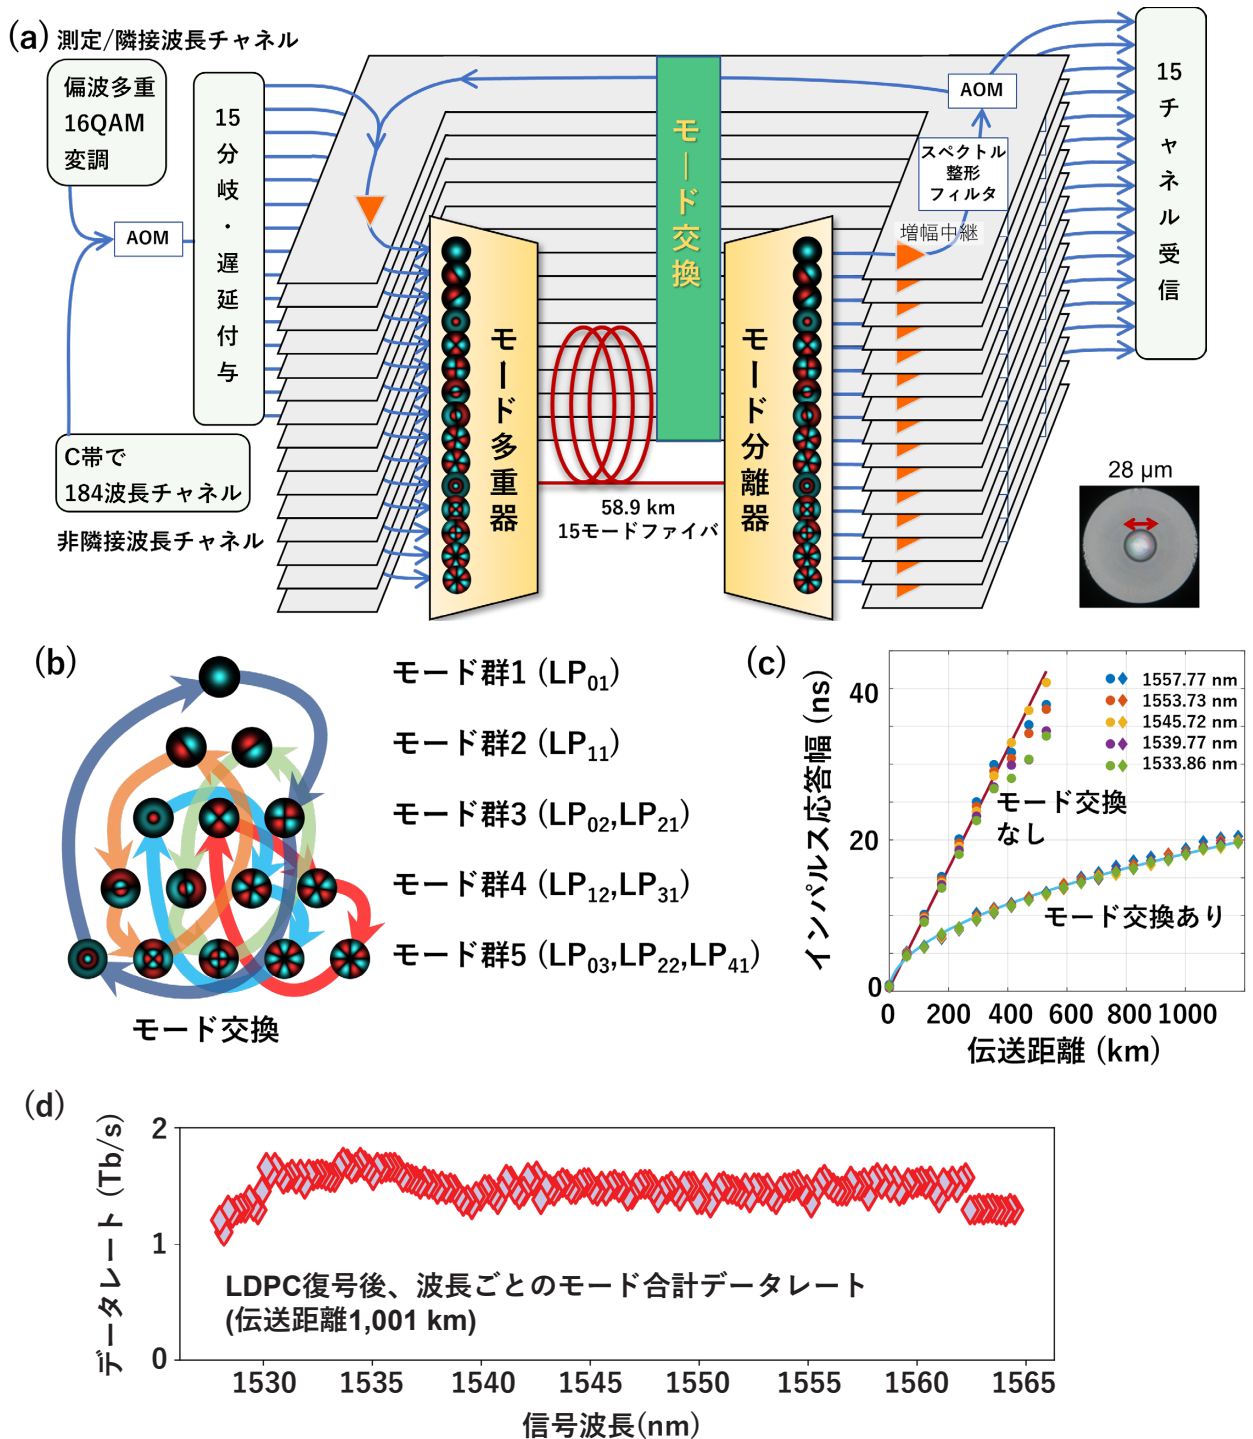 (a) 測定/隣接波長チャネル
偏波多重
16QAM
変調
AOM
15分岐・遅延付与
C帯で
184波長チャネル
非隣接波長チャネル
モード多重器
モード交換
58.9 km
15モードファイバ
モード分離器
増幅中継
スペクトル
整形
フィルタ
AOM
15チャネル受信
28 µm
(b)
モード群1 (LP01)
モード群2 (LP11)
モード群3 (LP02,LP21)
モード群4 (LP12,LP31)
モード群5 (LP03,LP22,LP41)
モード交換
(c)
インパルス応答幅 (ns)
40
20
0
1557.77 nm
1553.73 nm
1545.72 nm
1539.77 nm
1533.86 nm
モード交換
なし
モード交換あり
0 200 400 600 800 1000
伝送距離 (km)
(d)
データレート (Tb/s)
2
1
0
LDPC復号後、波長ごとのモード合計データレート
(伝送距離1,001 km)
1530 1535 1540 1545 1550 1555 1560 1565
信号波長(nm)